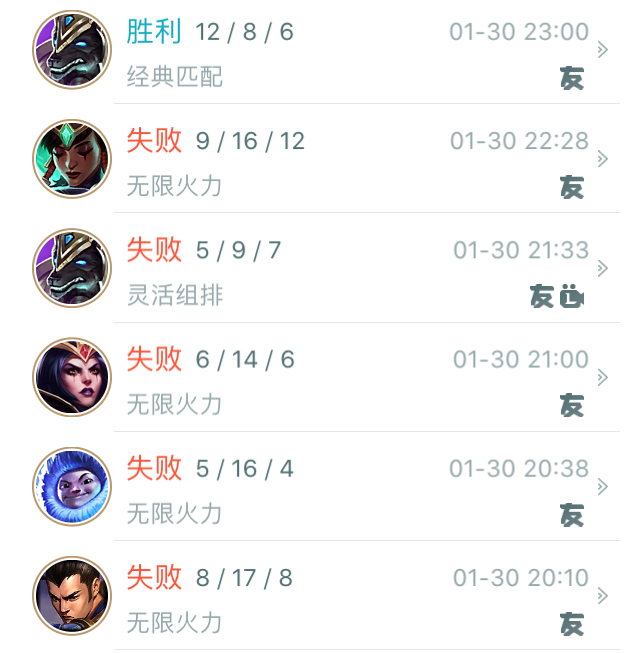 胜利 12 / 8 / 6 01-30 23:00
经典匹配 友
失败 9 / 16 / 12 01-30 22:28
无限火力 友
失败 5 / 9 / 7 01-30 21:33
灵活组排 友
失败 6 / 14 / 6 01-30 21:00
无限火力 友
失败 5 / 16 / 4 01-30 20:38
无限火力 友
失败 8 / 17 / 8 01-30 20:10
无限火力 友